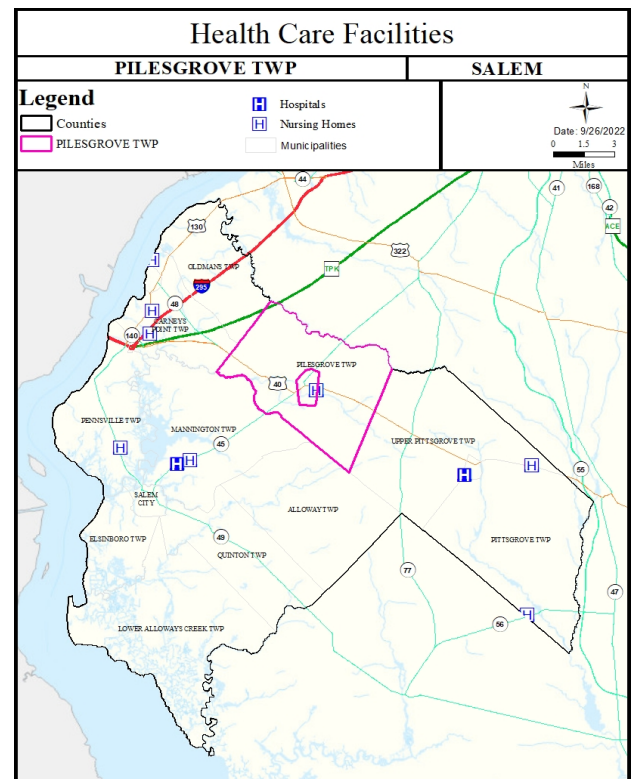 Health Care Facilities
PILESGROVE TWP
SALEM
Legend
Counties
PILESGROVE TWP
H Hospitals
H Nursing Homes
Municipalities
N
Date: 9/26/2022
0 1.5 3
Miles
44
41
168
42
130
ACE
322
OLDMANS TWP
TPK
295
48
CARNEYS
POINT TWP
140
PILESGROVE TWP
40
H
PENNSVILLE TWP
MANNINGTON TWP
45
UPPER PITTSGROVE TWP
55
SALEM
CITY
ALLOWAY TWP
ELSINBORO TWP
49
QUINTON TWP
PITTSGROVE TWP
77
47
56
LOWER ALLOWAYS CREEK TWP